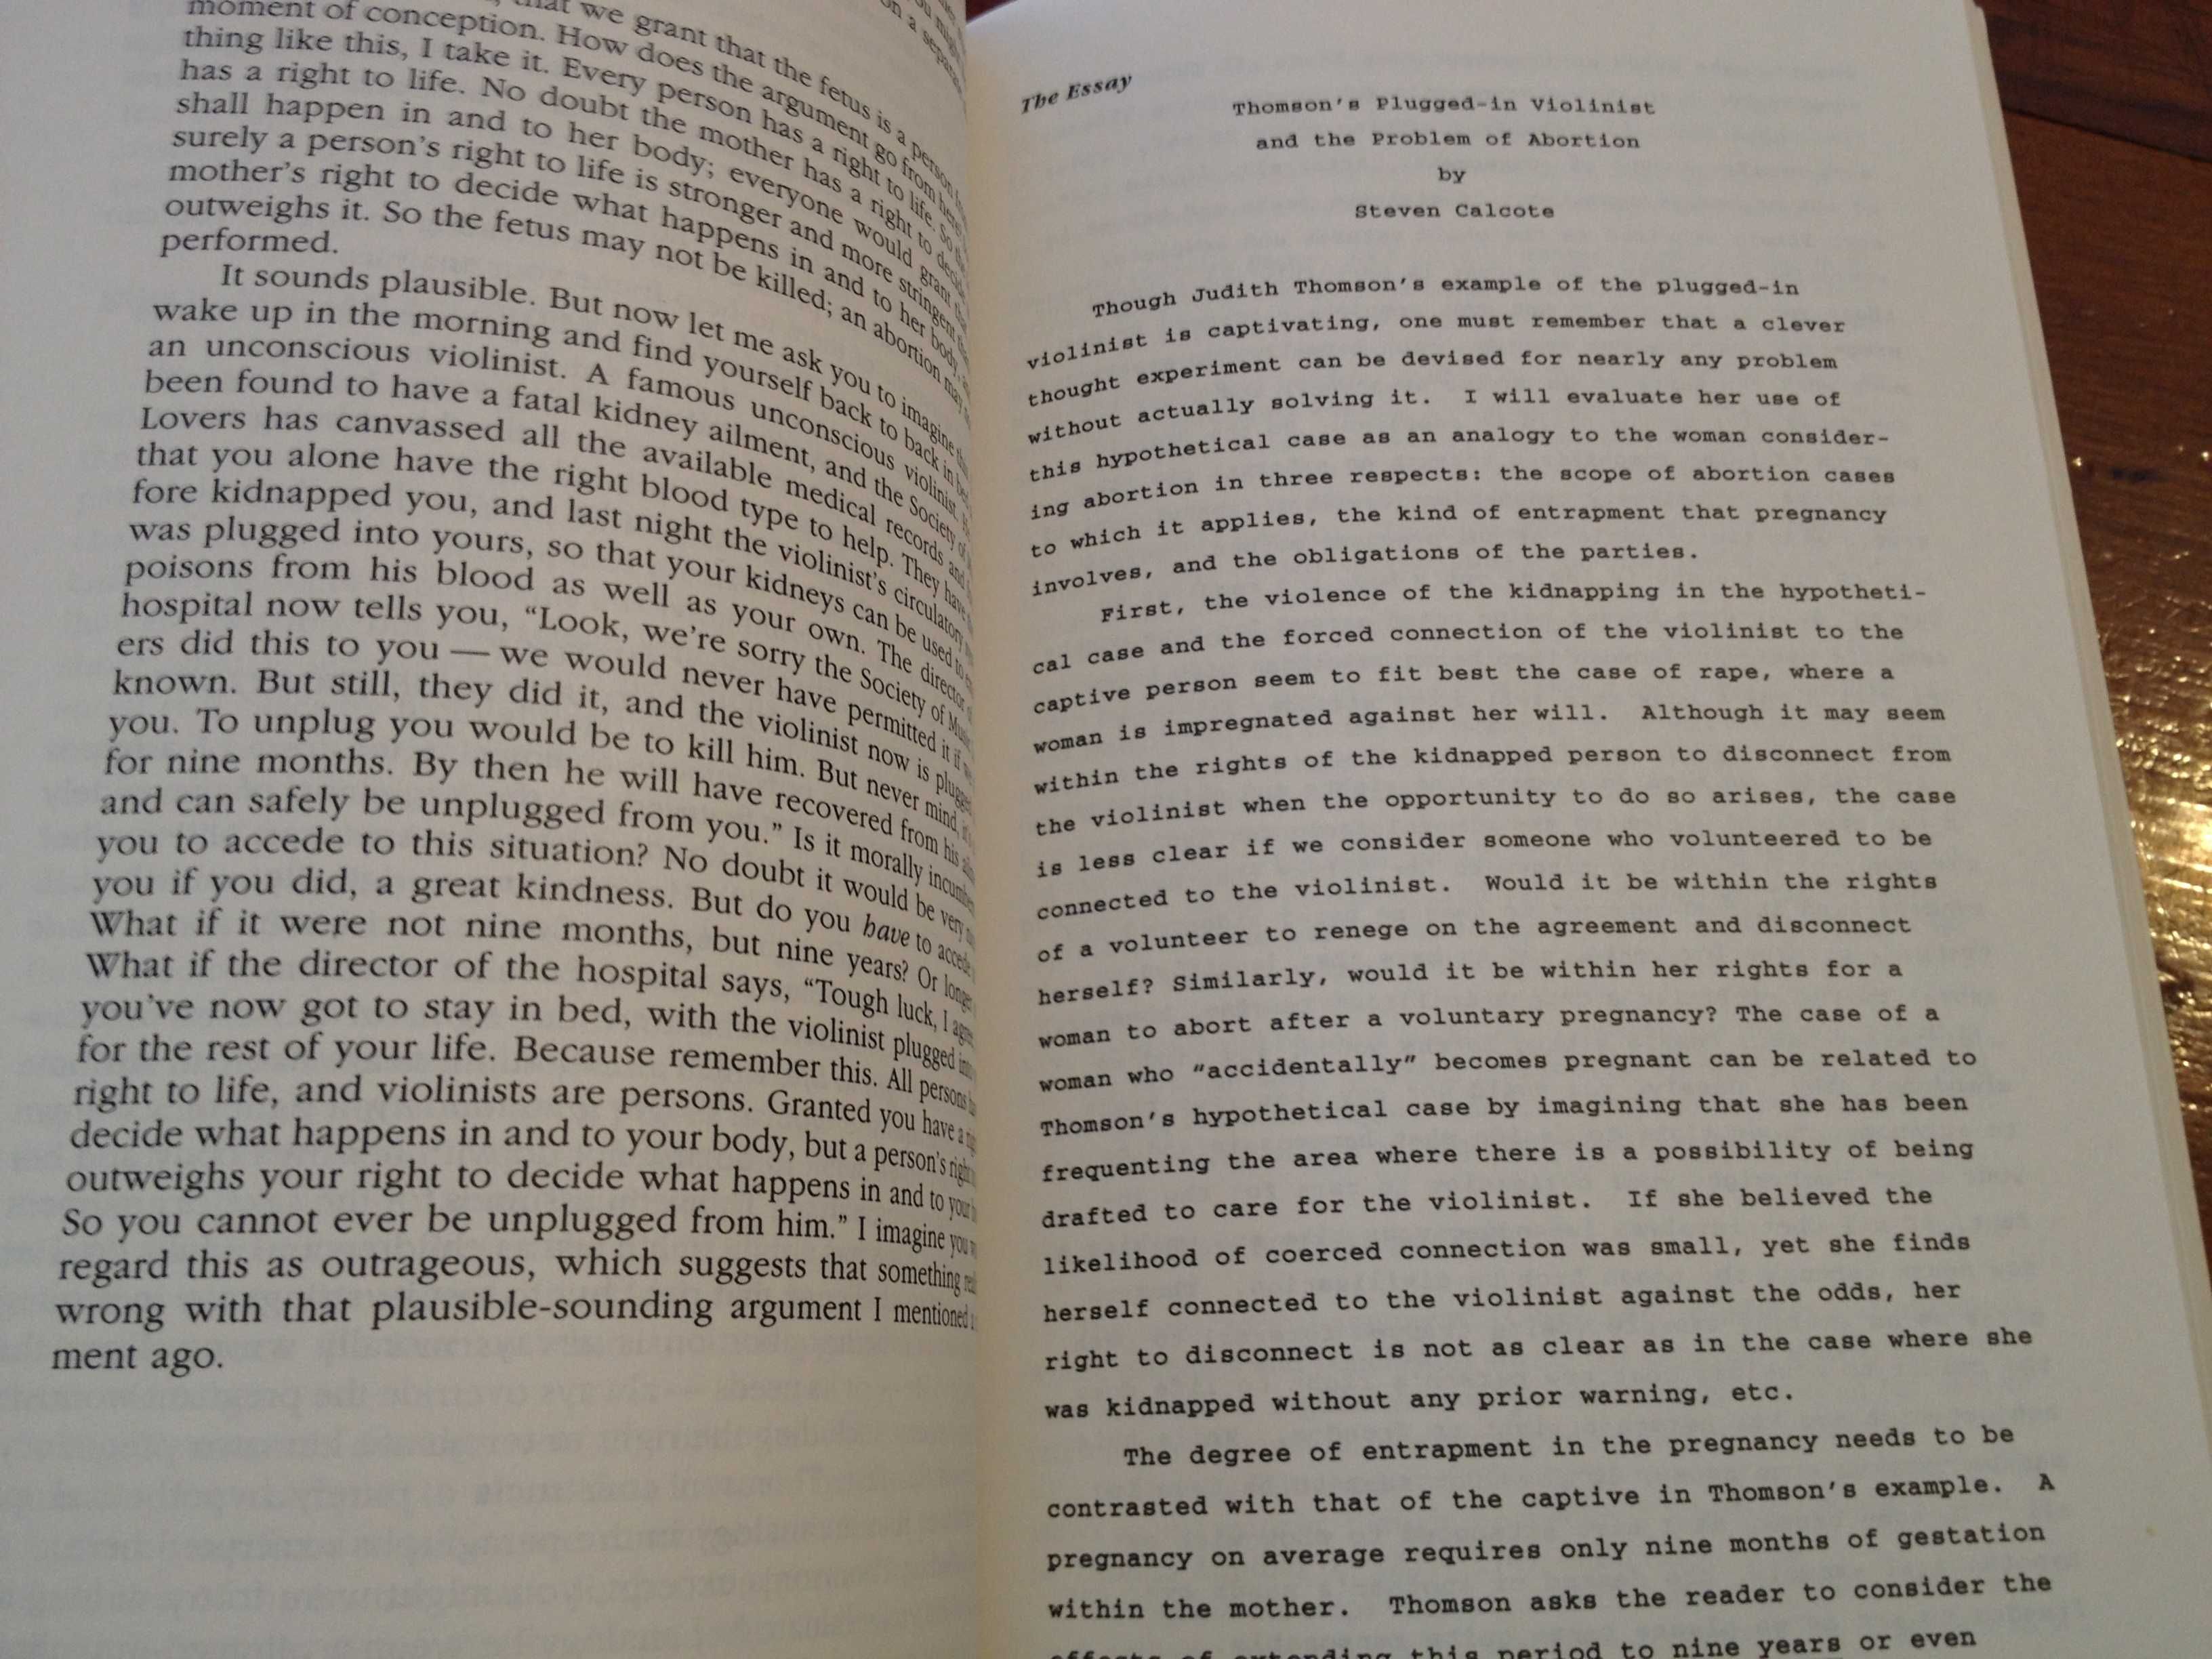 that we grant that the fetus is a person
moment of conception. How does the argument go from here?
thing like this, I take it. Every person has a right to life. So the
has a right to life. No doubt the mother has a right to decide
shall happen in and to her body; everyone would grant that
surely a person's right to life is stronger and more stringent
mother's right to decide what happens in and to her body,
outweighs it. So the fetus may not be killed; an abortion may
performed.
It sounds plausible. But now let me ask you to imagine this.
wake up in the morning and find yourself back to back in bed
an unconscious violinist. A famous unconscious violinist.
been found to have a fatal kidney ailment, and the Society of
Lovers has canvassed all the available medical records and
that you alone have the right blood type to help. They have
fore kidnapped you, and last night the violinist's circulatory
was plugged into yours, so that your kidneys can be used to
poisons from his blood as well as your own. The director
hospital now tells you, “Look, we're sorry the Society of
ers did this to you — we would never have permitted it if
known. But still, they did it, and the violinist now is plugged
you. To unplug you would be to kill him. But never mind,
for nine months. By then he will have recovered from his
and can safely be unplugged from you.” Is it morally
you to accede to this situation? No doubt it would be very
you if you did, a great kindness. But do you have to accede
What if it were not nine months, but nine years? Or longer
What if the director of the hospital says, “Tough luck, I agree,
you've now got to stay in bed, with the violinist plugged into
for the rest of your life. Because remember this. All persons
right to life, and violinists are persons. Granted you have a
decide what happens in and to your body, but a person's right
outweighs your right to decide what happens in and to your
So you cannot ever be unplugged from him.” I imagine you
regard this as outrageous, which suggests that something
wrong with that plausible-sounding argument I mentioned
ment ago.
The Essay
Thomson's Plugged-in Violinist
and the Problem of Abortion
by
Steven Calcote
Though Judith Thomson's example of the plugged-in
violinist is captivating, one must remember that a clever
thought experiment can be devised for nearly any problem
without actually solving it. I will evaluate her use of
this hypothetical case as an analogy to the woman consider-
ing abortion in three respects: the scope of abortion cases
to which it applies, the kind of entrapment that pregnancy
involves, and the obligations of the parties.
First, the violence of the kidnapping in the hypotheti-
cal case and the forced connection of the violinist to the
captive person seem to fit best the case of rape, where a
woman is impregnated against her will. Although it may seem
within the rights of the kidnapped person to disconnect from
the violinist when the opportunity to do so arises, the case
is less clear if we consider someone who volunteered to be
connected to the violinist. Would it be within the rights
of a volunteer to renege on the agreement and disconnect
herself? Similarly, would it be within her rights for a
woman to abort after a voluntary pregnancy? The case of a
woman who “accidentally” becomes pregnant can be related to
Thomson's hypothetical case by imagining that she has been
frequenting the area where there is a possibility of being
drafted to care for the violinist. If she believed the
likelihood of coerced connection was small, yet she finds
herself connected to the violinist against the odds, her
right to disconnect is not as clear as in the case where she
was kidnapped without any prior warning, etc.
The degree of entrapment in the pregnancy needs to be
contrasted with that of the captive in Thomson's example. A
pregnancy on average requires only nine months of gestation
within the mother. Thomson asks the reader to consider the
effects of extending this period to nine years or even